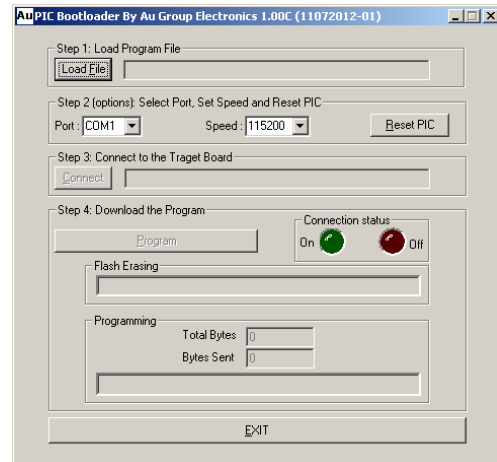 Au PIC Bootloader By Au Group Electronics 1.00C (11072012-01)
Step 1: Load Program File
Load File
Step 2 (options): Select Port, Set Speed and Reset PIC
Port : COM1 Speed : 115200 Reset PIC
Step 3: Connect to the Traget Board
Connect
Step 4: Download the Program
Connection status
Program On Off
Flash Erasing
Programming
Total Bytes 0
Bytes Sent 0
EXIT